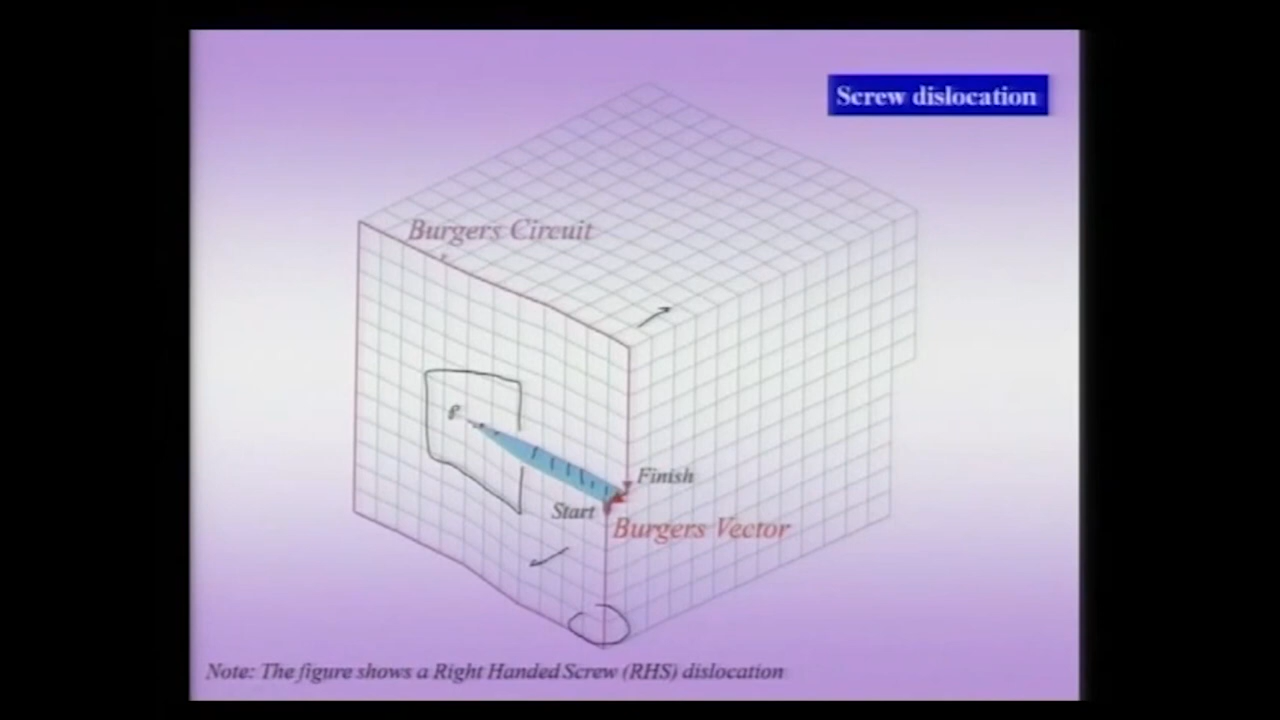 Screw dislocation
Burgers Circuit
Finish
Start
Burgers Vector
Note: The figure shows a Right Handed Screw (RHS) dislocation